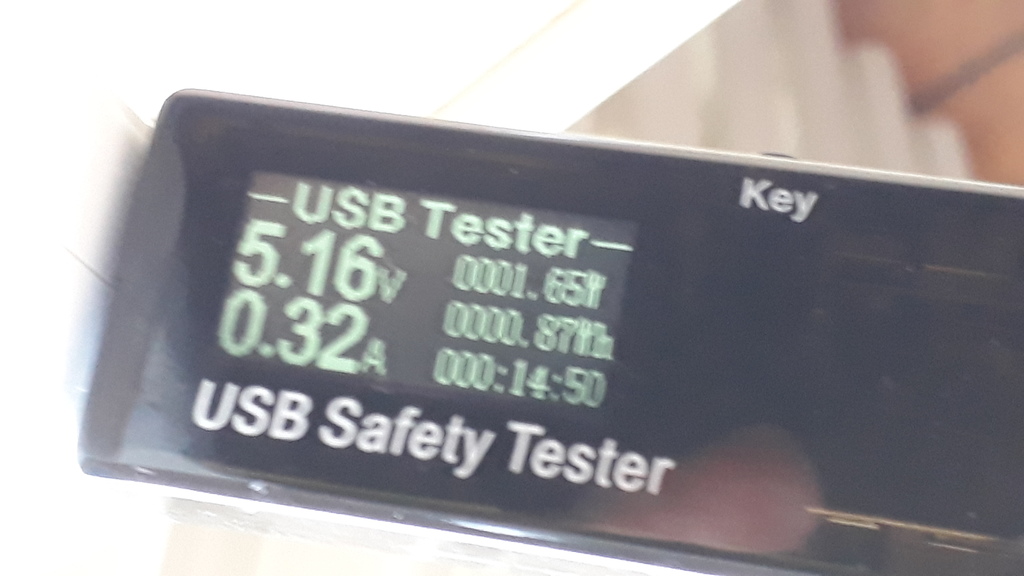 Key
—USB Tester—
5.16V 0001.65W
0.32A 0000.87Wh
000:14:50
USB Safety Tester